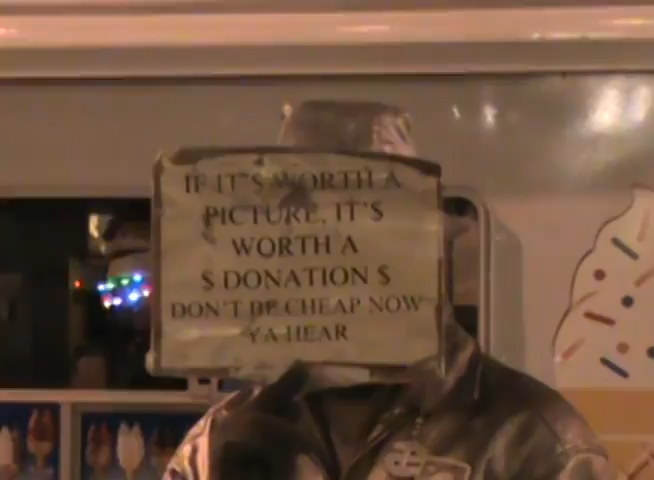 IF IT'S WORTH A
PICTURE, IT'S
WORTH A
$ DONATION $
DON'T BE CHEAP NOW
YA HEAR